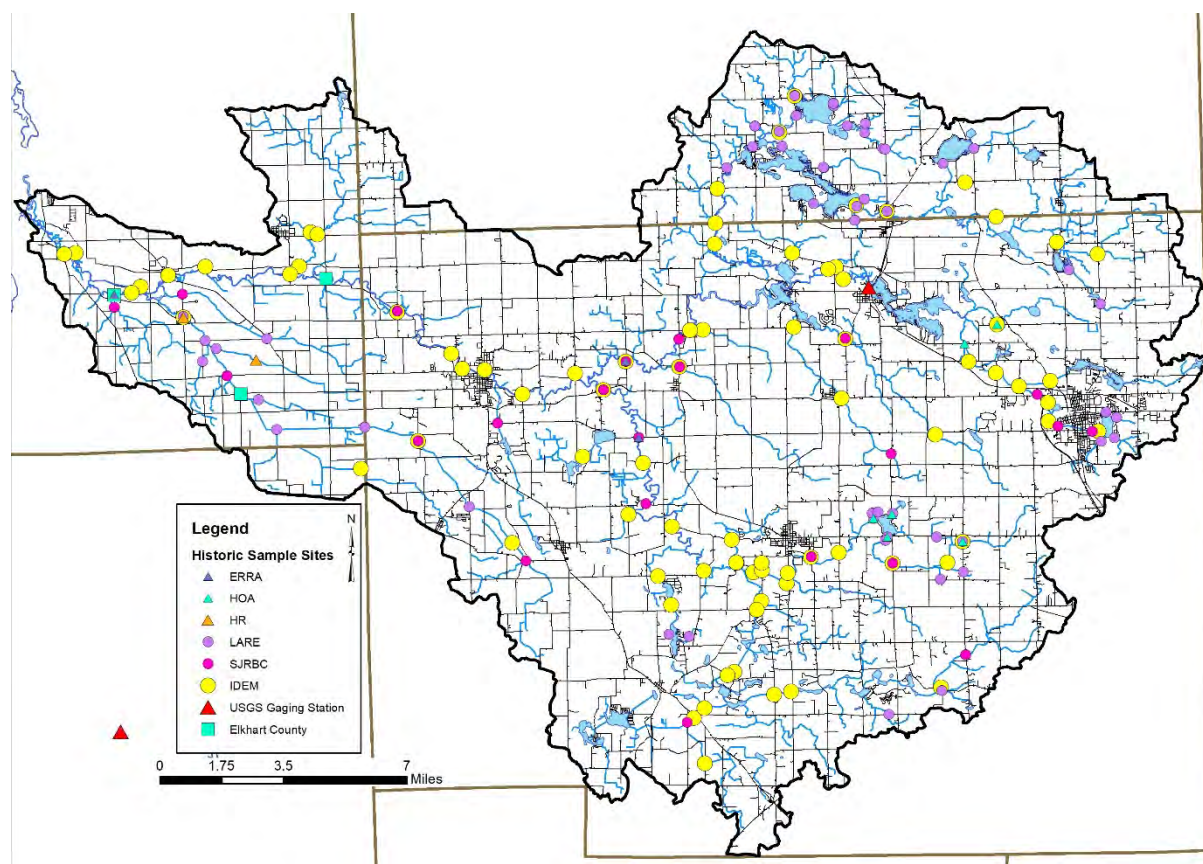 Legend
N
Historic Sample Sites
ERRA
HOA
HR
LARE
SJRBC
IDEM
USGS Gaging Station
Elkhart County
0 1.75 3.5 7
Miles